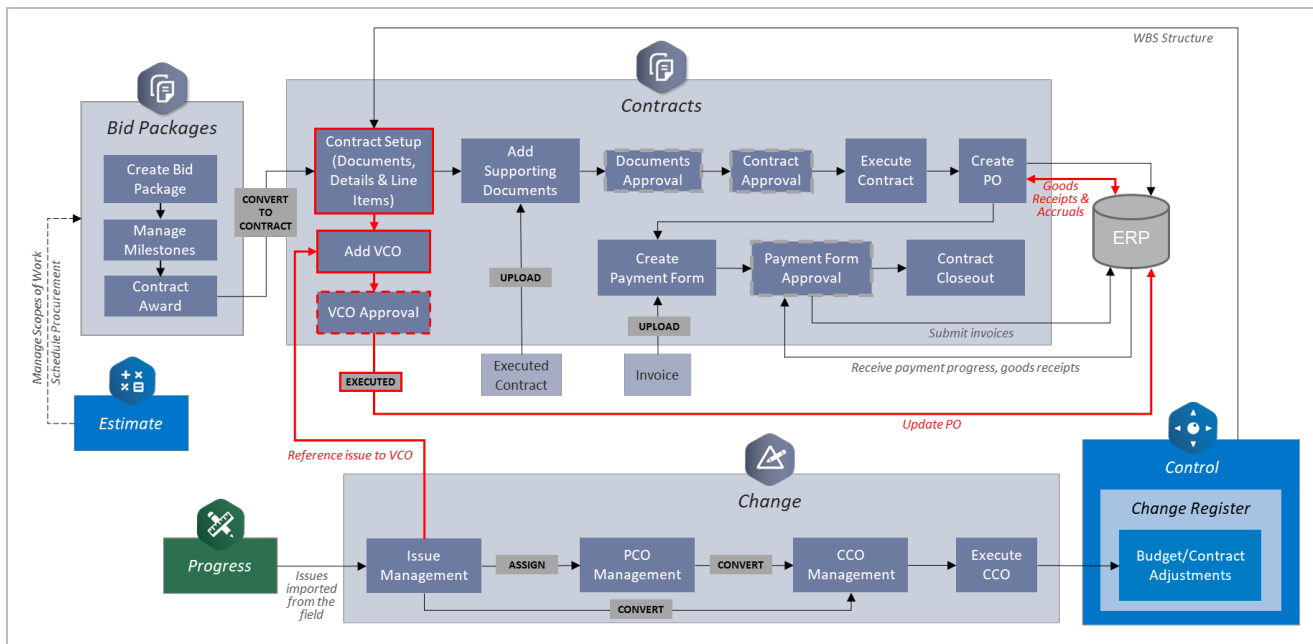 WBS Structure
Contracts
Bid Packages
Create Bid
Package
Manage
Milestones
Contract
Award
CONVERT
TO
CONTRACT
Contract Setup
(Documents,
Details & Line
Items)
Add
Supporting
Documents
Documents
Approval
Contract
Approval
Execute
Contract
Create
PO
Goods
Receipts &
Accruals
ERP
Add VCO
VCO Approval
EXECUTED
UPLOAD
Executed
Contract
Create
Payment Form
Payment Form
Approval
Contract
Closeout
UPLOAD
Invoice
Submit invoices
Receive payment progress, goods receipts
Update PO
Manage Scopes of Work
Schedule Procurement
Estimate
Reference issue to VCO
Change
Control
Change Register
Budget/Contract
Adjustments
Progress
Issues
imported
from the
field
Issue
Management
ASSIGN
PCO
Management
CONVERT
CCO
Management
Execute
CCO
CONVERT